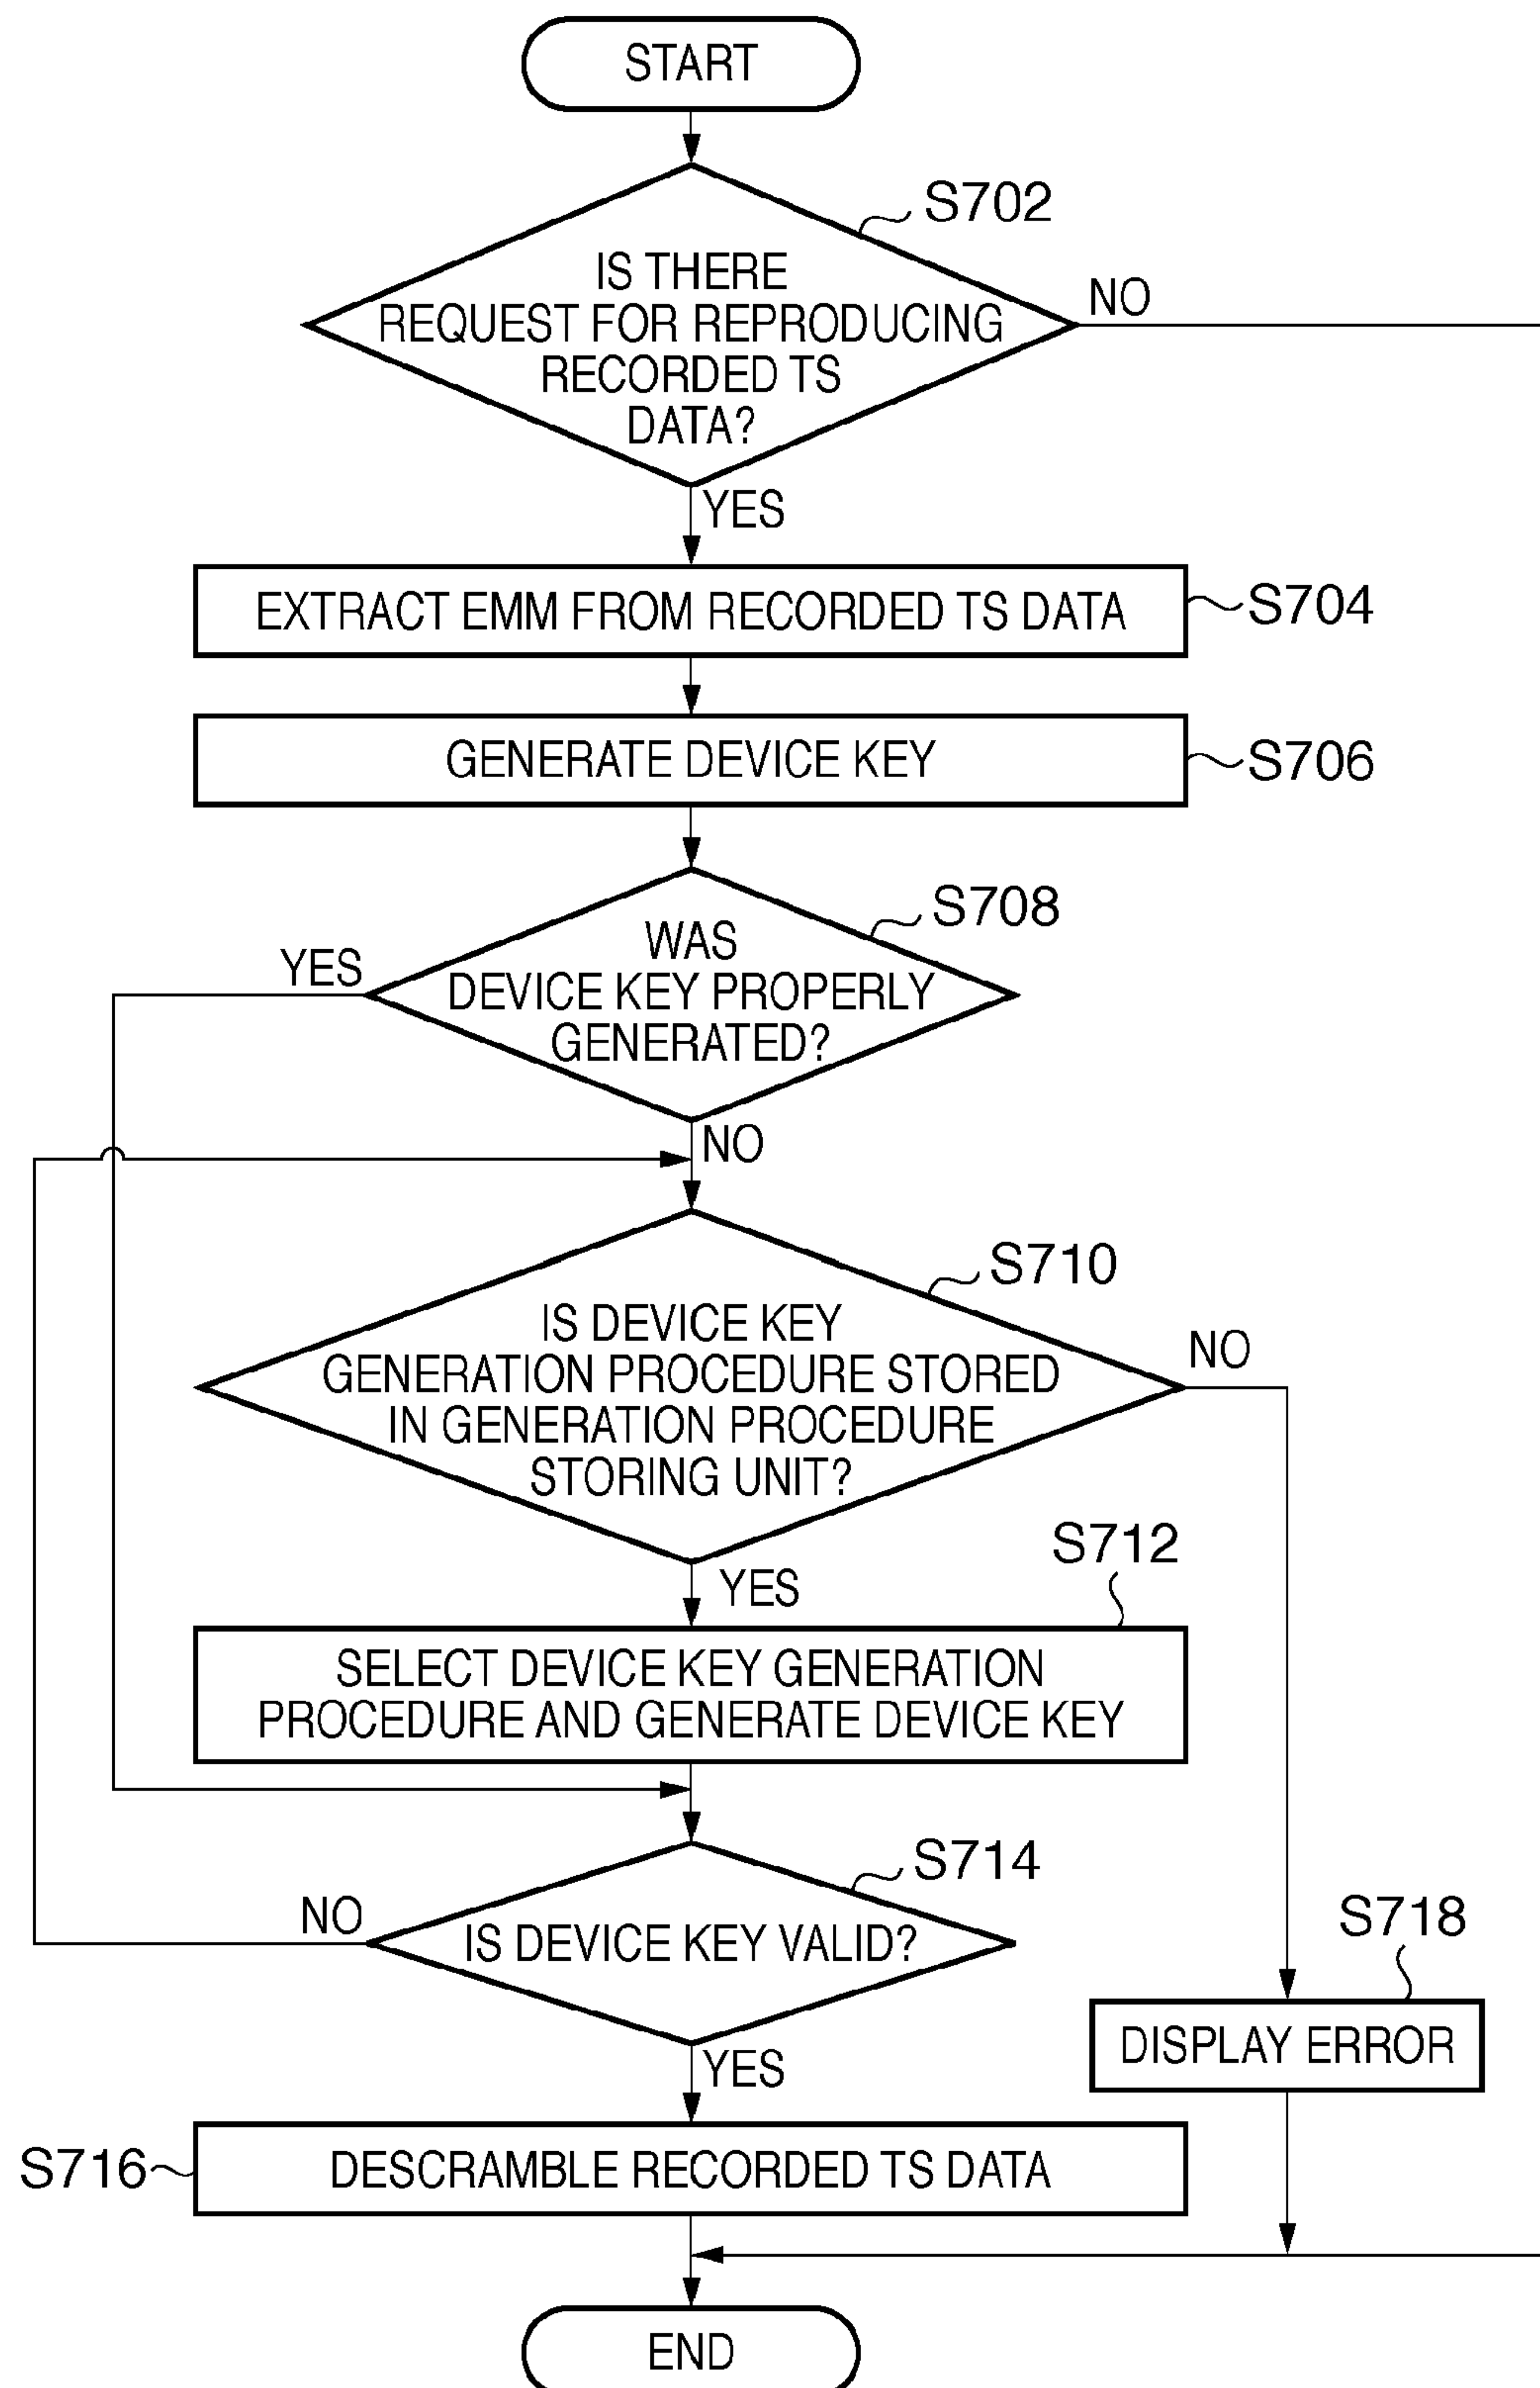 START
S702
IS THERE
REQUEST FOR REPRODUCING
RECORDED TS
DATA?
NO
YES
EXTRACT EMM FROM RECORDED TS DATA
S704
GENERATE DEVICE KEY
S706
S708
WAS
DEVICE KEY PROPERLY
GENERATED?
YES
NO
S710
IS DEVICE KEY
GENERATION PROCEDURE STORED
IN GENERATION PROCEDURE
STORING UNIT?
NO
YES
S712
SELECT DEVICE KEY GENERATION
PROCEDURE AND GENERATE DEVICE KEY
S714
IS DEVICE KEY VALID?
NO
YES
S718
DISPLAY ERROR
S716
DESCRAMBLE RECORDED TS DATA
END